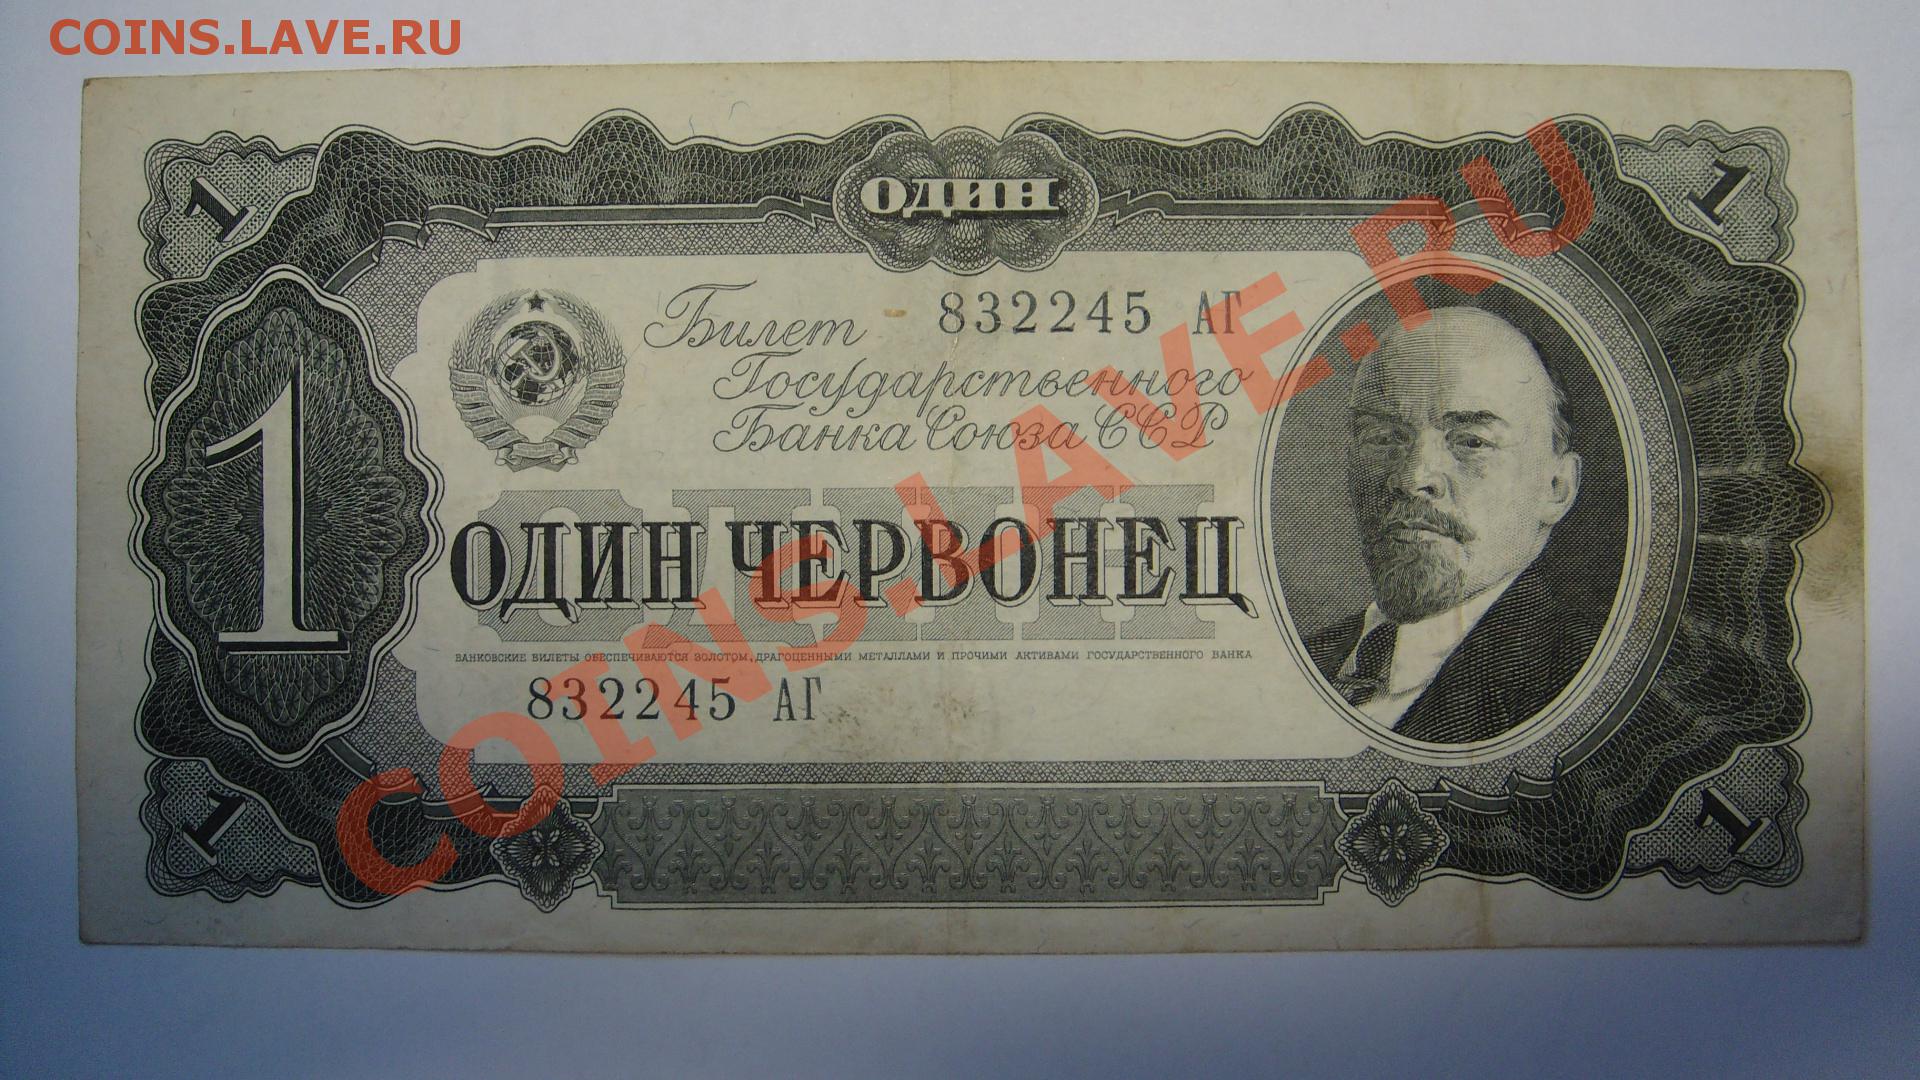 COINS.LAVE.RU
1
ОДИН
1
Билет 832245 АГ
Государственного
Банка Союза ССР
1
ОДИН
ОДИН ЧЕРВОНЕЦ
БАНКОВСКИЕ БИЛЕТЫ ОБЕСПЕЧИВАЮТСЯ ЗОЛОТОМ, ДРАГОЦЕННЫМИ МЕТАЛЛАМИ И ПРОЧИМИ АКТИВАМИ ГОСУДАРСТВЕННОГО БАНКА
832245 АГ
1
1
COINS.LAVE.RU